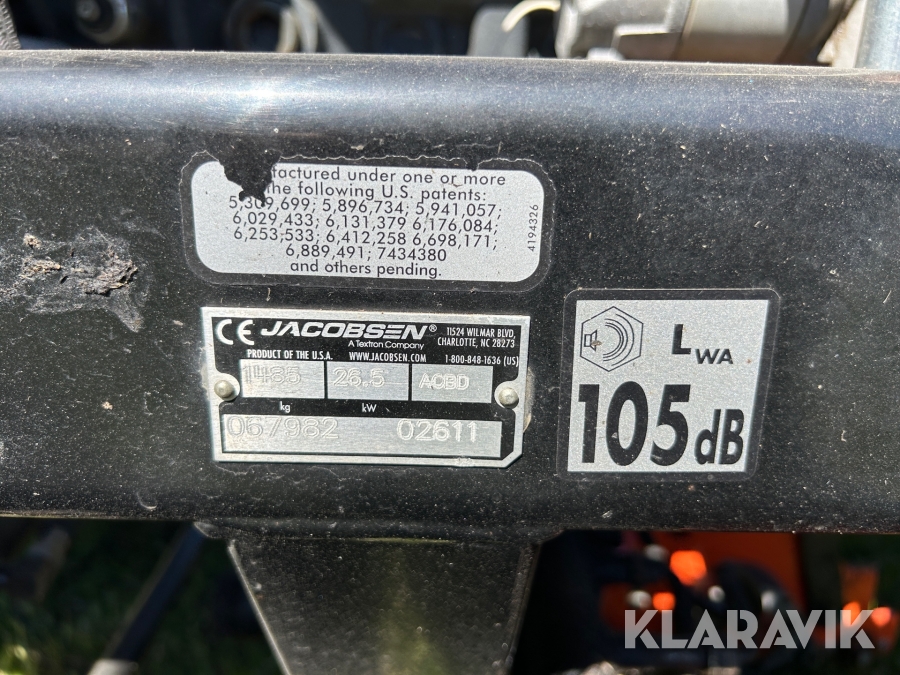 factured under one or more
the following U.S. patents:
5,309,699; 5,896,734; 5,941,057;
6,029,433; 6,131,379 6,176,084;
6,253,533; 6,412,258 6,698,171;
6,889,491; 7434380
and others pending.
4194326
CE JACOBSEN® 11524 WILMAR BLVD.
A Textron Company CHARLOTTE, NC 28273
PRODUCT OF THE U.S.A. WWW.JACOBSEN.COM 1-800-848-1636 (US)
1485 26.5 ACBD
kg kW
067982 02611
LWA
105 dB
KLARAVIK